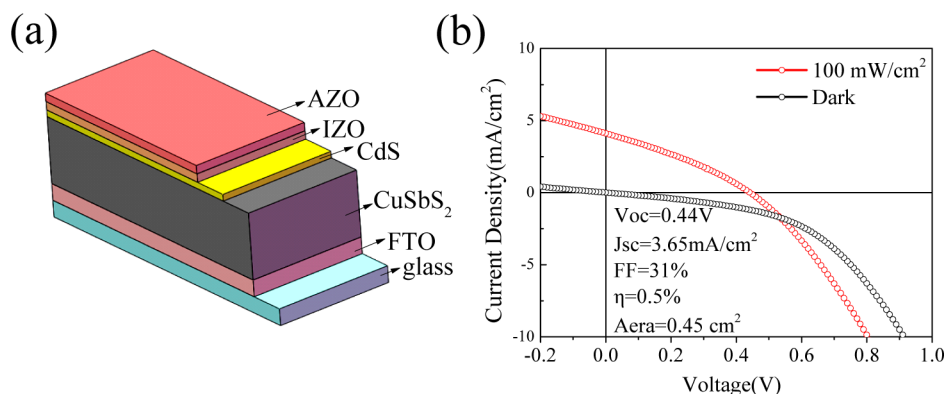 (a)
AZO
IZO
CdS
CuSbS₂
FTO
glass
(b)
Current Density(mA/cm²)
10
5
0
-5
-10
100 mW/cm²
Dark
Voc=0.44V
Jsc=3.65mA/cm²
FF=31%
η=0.5%
Aera=0.45 cm²
-0.2 0.0 0.2 0.4 0.6 0.8 1.0
Voltage(V)